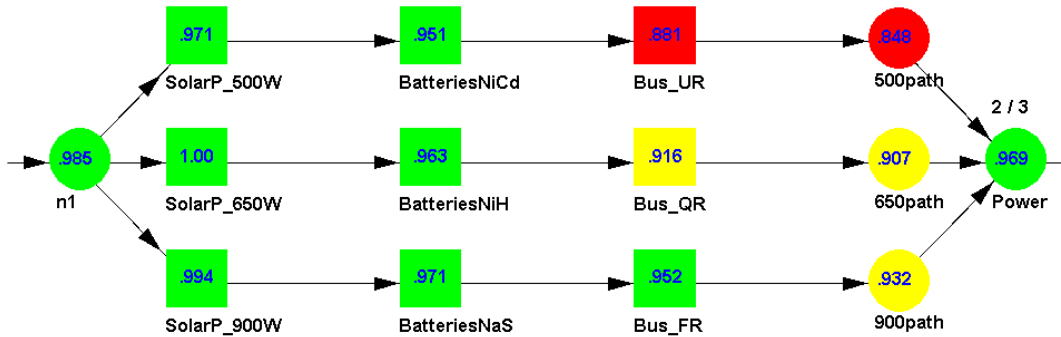 .971
.951
.881
.848
SolarP_500W
BatteriesNiCd
Bus_UR
500path
2 / 3
.985
1.00
.963
.916
.907
.969
n1
SolarP_650W
BatteriesNiH
Bus_QR
650path
Power
.994
.971
.952
.932
SolarP_900W
BatteriesNaS
Bus_FR
900path